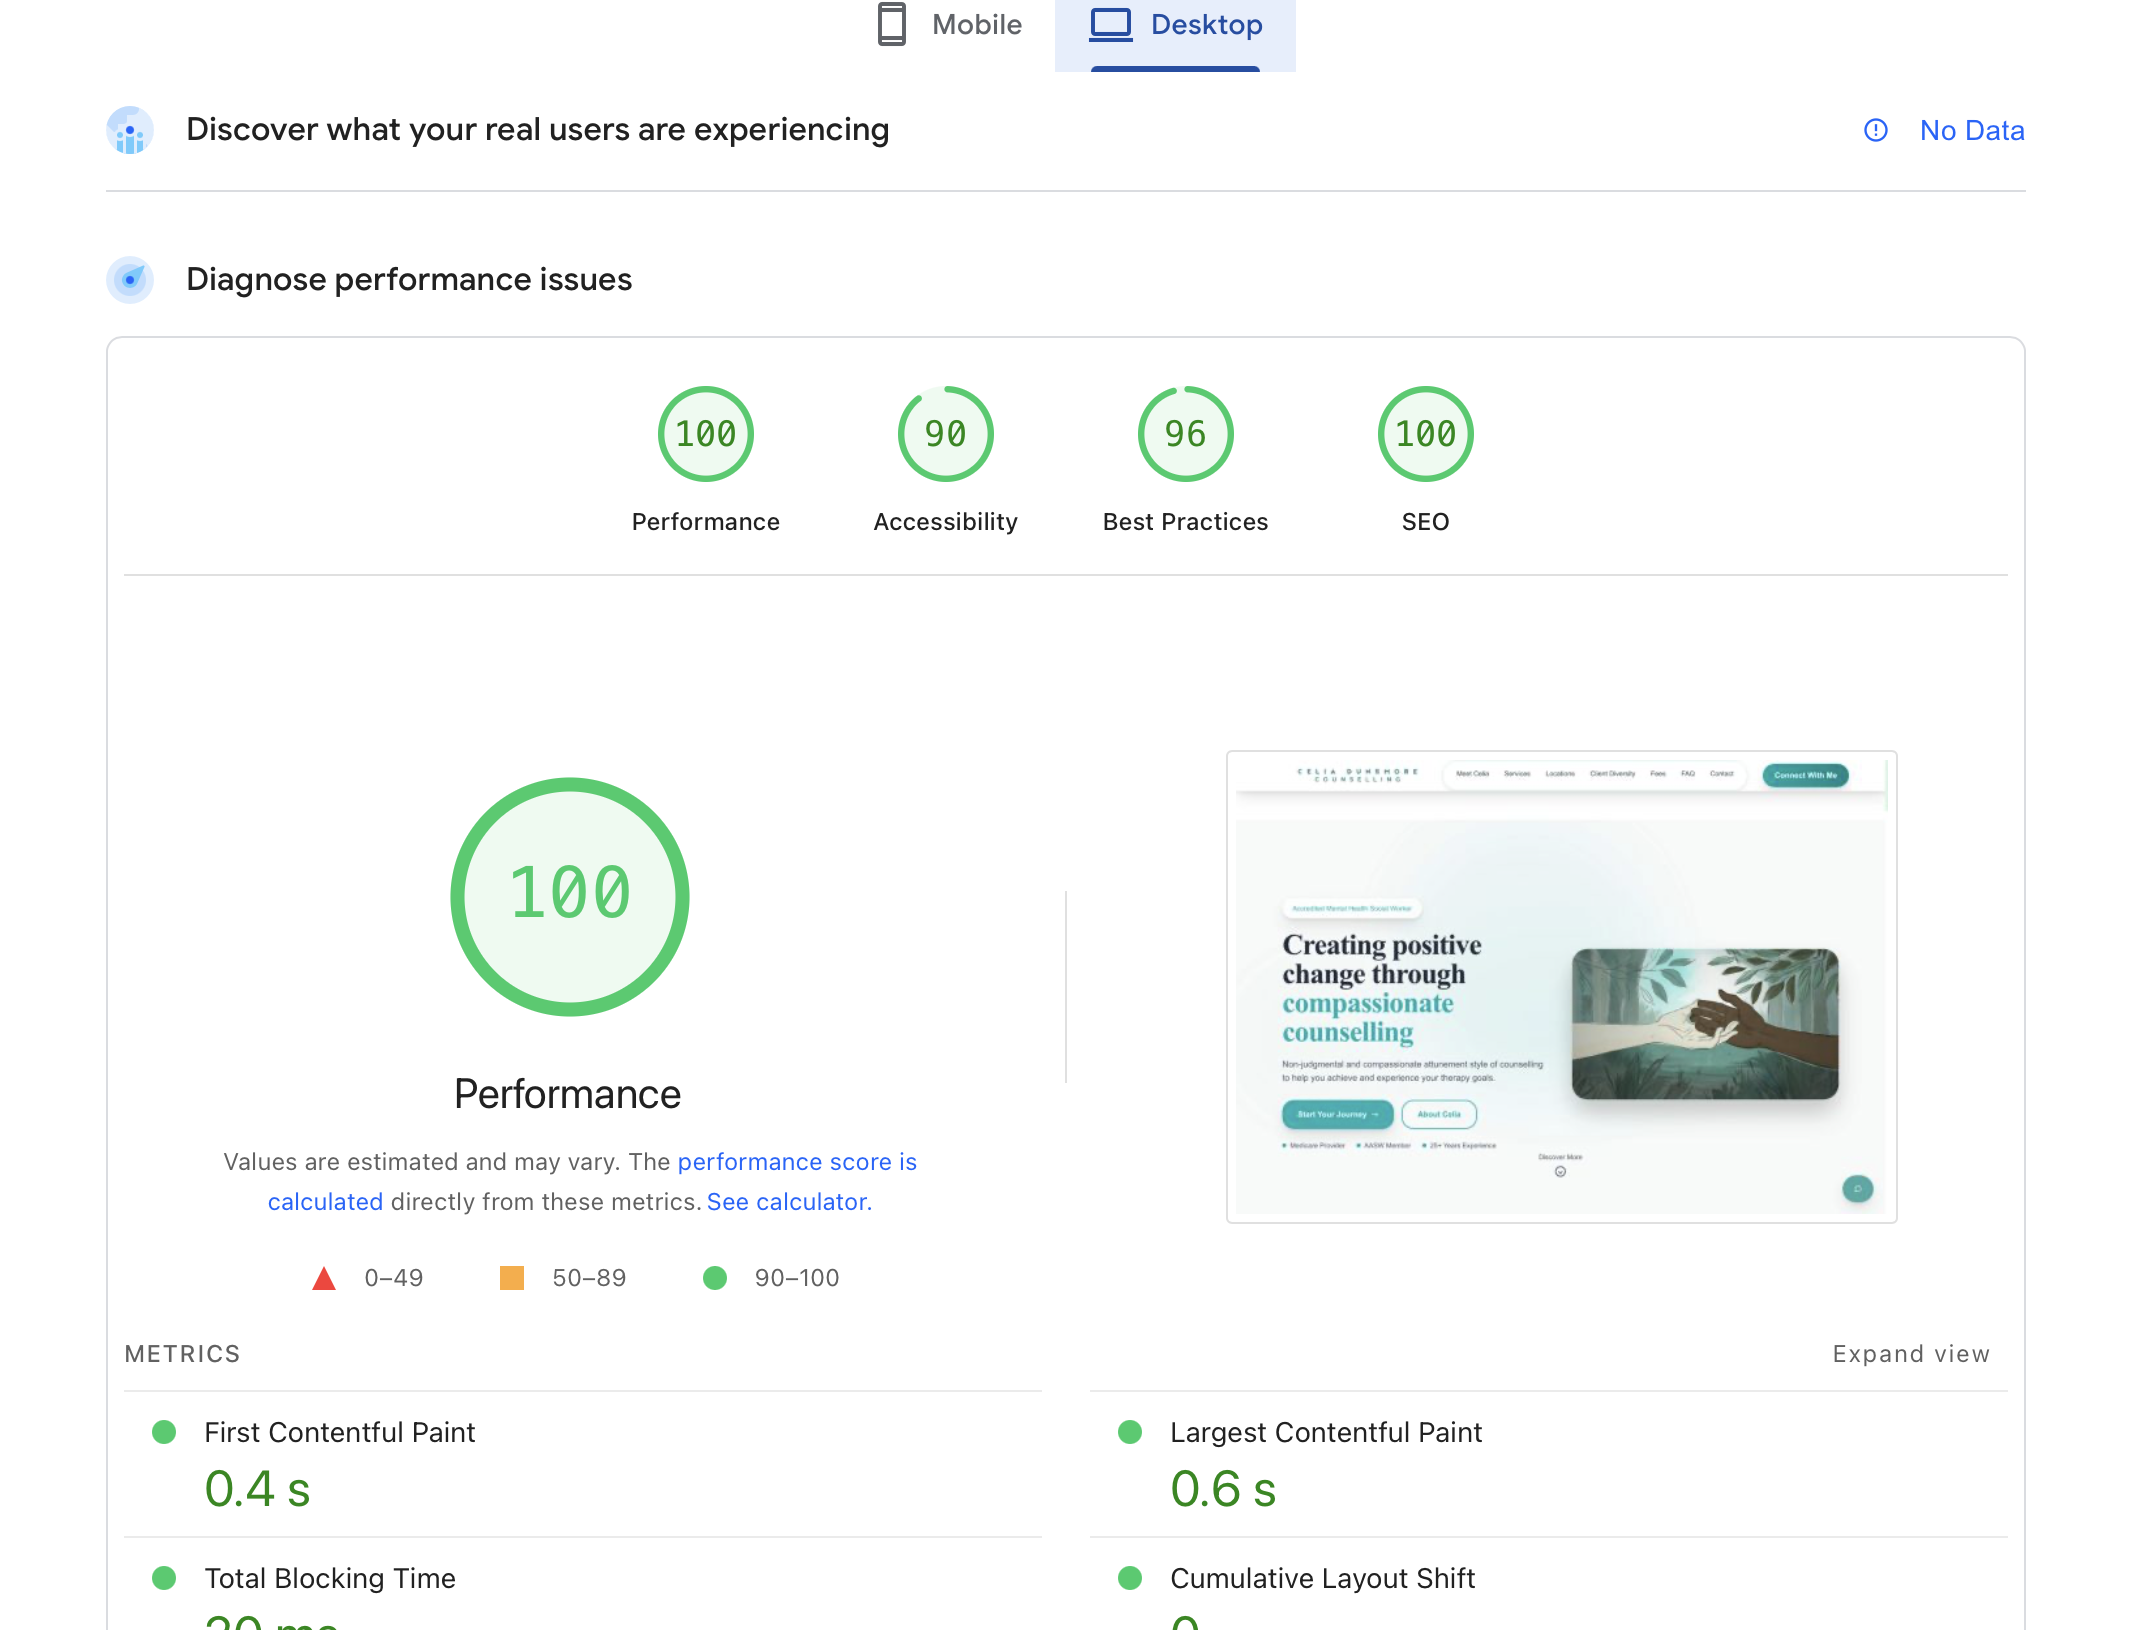 Mobile
Desktop
Discover what your real users are experiencing
No Data
Diagnose performance issues
100
90
96
100
Performance
Accessibility
Best Practices
SEO
100
Performance
Values are estimated and may vary. The performance score is
calculated directly from these metrics. See calculator.
0–49
50–89
90–100
CELIA DUNSMORE
COUNSELLING
Meet Celia
Services
Locations
Client Diversity
Fees
FAQ
Contact
Connect With Me
Accredited Mental Health Social Worker
Creating positive
change through
compassionate
counselling
Non-judgmental and compassionate attunement style of counselling
to help you achieve and experience your therapy goals.
Start Your Journey →
About Celia
Medicare Provider
AASW Member
25+ Years Experience
Discover More
METRICS
Expand view
First Contentful Paint
0.4 s
Largest Contentful Paint
0.6 s
Total Blocking Time
Cumulative Layout Shift